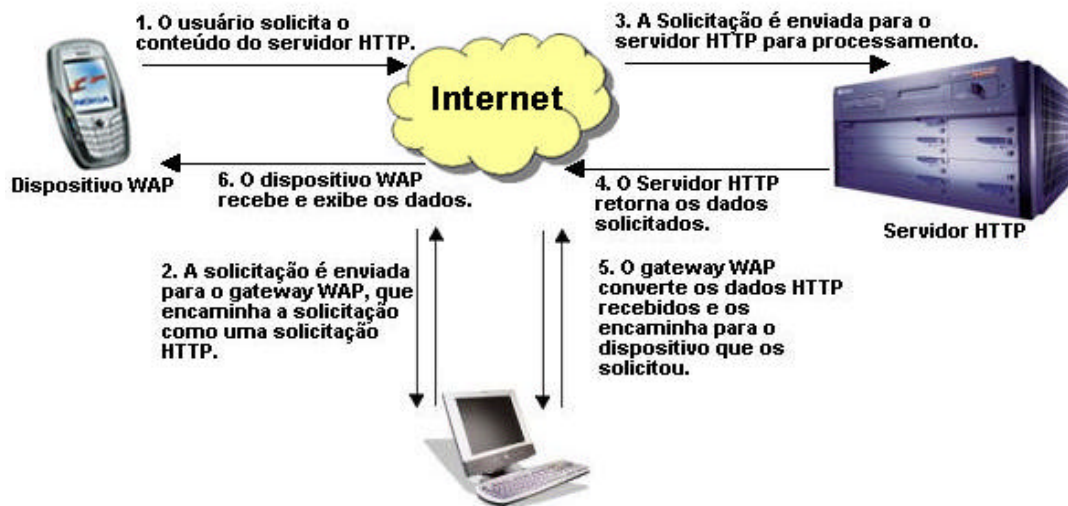 1. O usuário solicita o
conteúdo do servidor HTTP.
3. A Solicitação é enviada para o
servidor HTTP para processamento.
Internet
NOKIA
Dispositivo WAP
6. O dispositivo WAP
recebe e exibe os dados.
4. O Servidor HTTP
retorna os dados
solicitados.
Servidor HTTP
2. A solicitação é enviada
para o gateway WAP, que
encaminha a solicitação
como uma solicitação
HTTP.
5. O gateway WAP
converte os dados HTTP
recebidos e os
encaminha para o
dispositivo que os
solicitou.